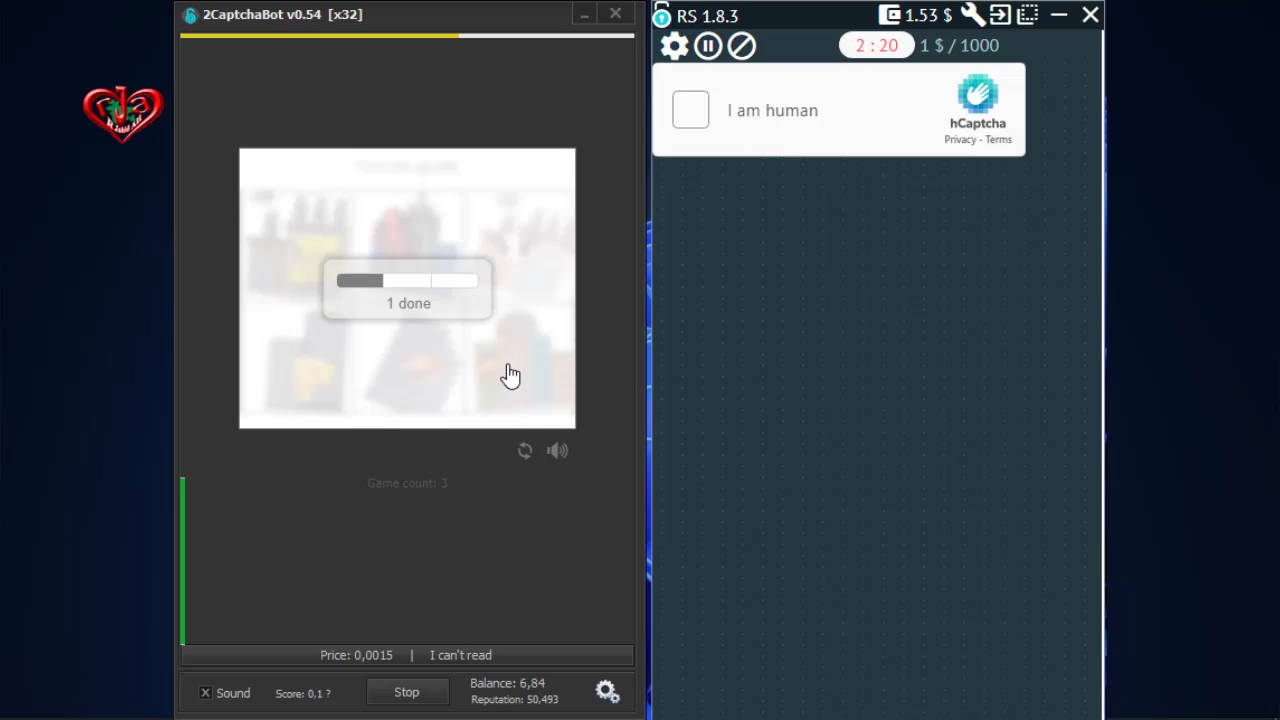 2CaptchaBot v0.54 [x32]
1 done
Game count: 3
Price: 0,0015 | I can't read
Sound
Score: 0,1 ?
Stop
Balance: 6,84
Reputation: 50,493
RS 1.8.3
1.53 $
2 : 20
1 $ / 1000
I am human
hCaptcha
Privacy - Terms